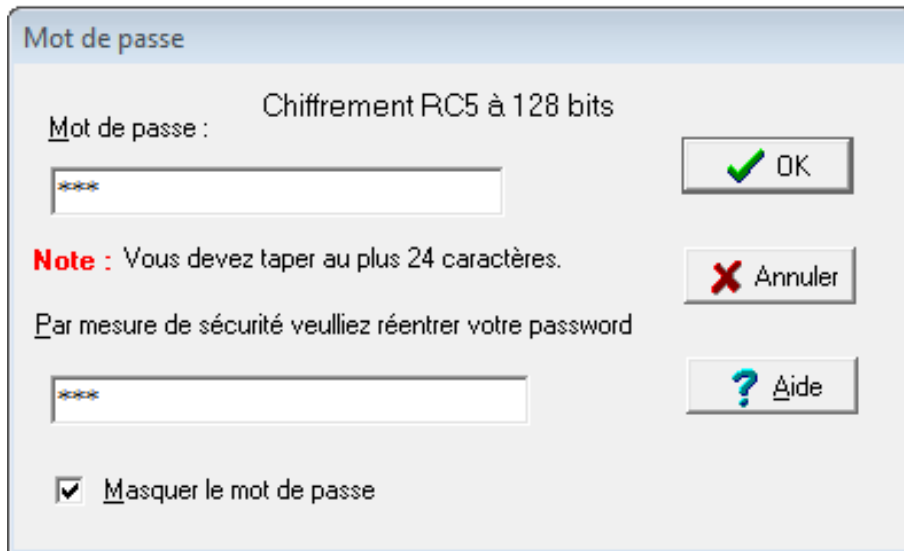 Mot de passe
Chiffrement RC5 à 128 bits
Mot de passe :
***
OK
Note : Vous devez taper au plus 24 caractères.
Annuler
Par mesure de sécurité veulliez réentrer votre password
***
? Aide
Masquer le mot de passe